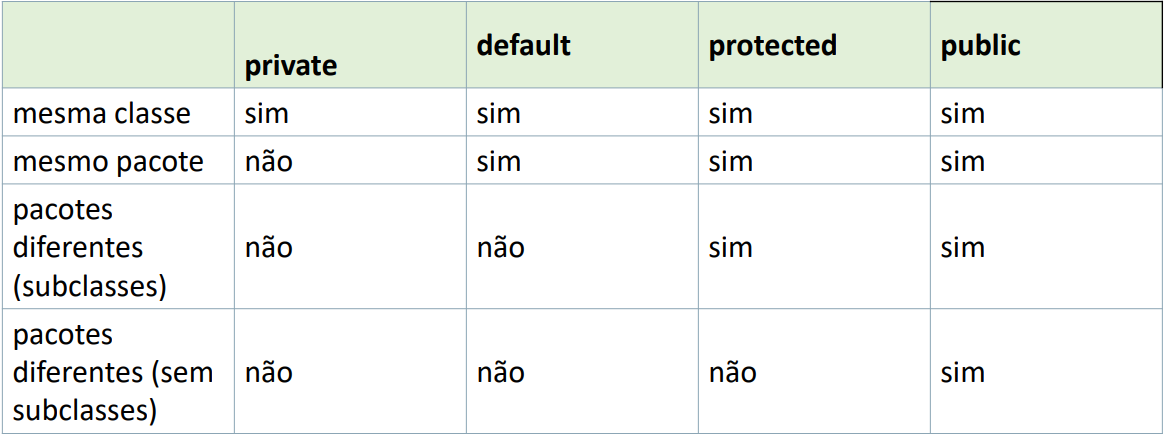 private default protected public
mesma classe sim sim sim sim
mesmo pacote não sim sim sim
pacotes
diferentes
(subclasses) não não sim sim
pacotes
diferentes (sem
subclasses) não não não sim